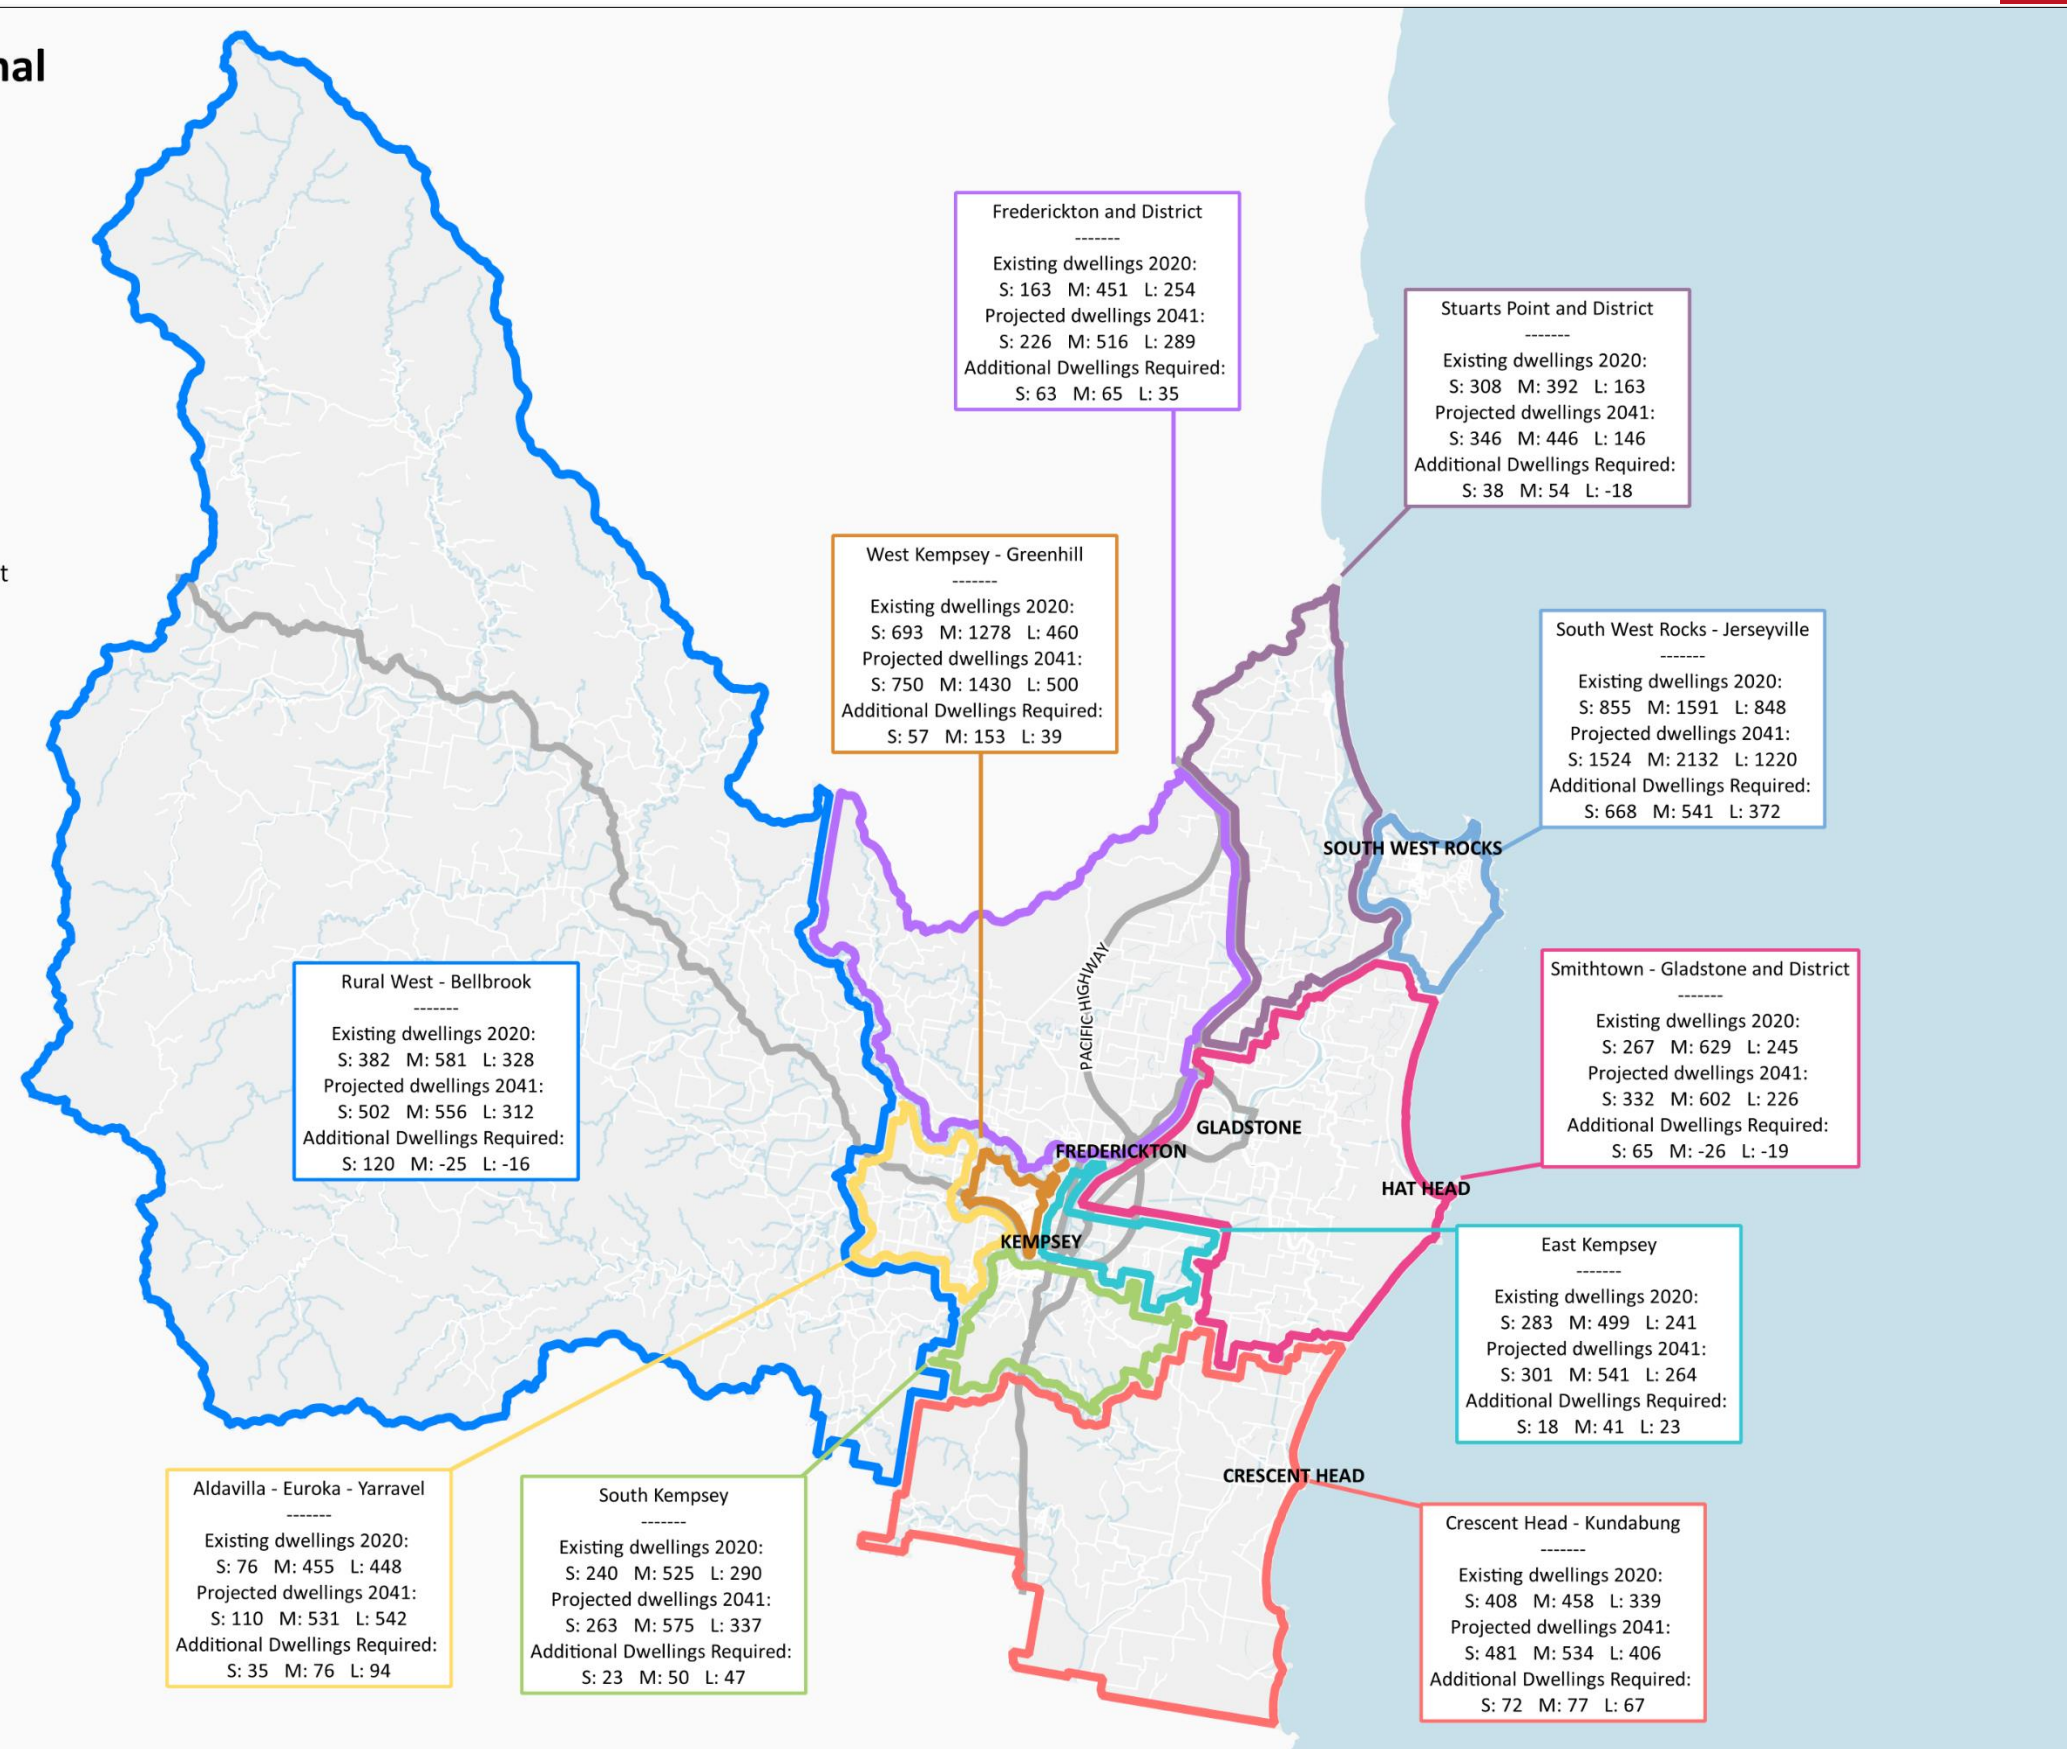 nal
t
Frederickton and District
-------
Existing dwellings 2020:
S: 163 M: 451 L: 254
Projected dwellings 2041:
S: 226 M: 516 L: 289
Additional Dwellings Required:
S: 63 M: 65 L: 35
Stuarts Point and District
-------
Existing dwellings 2020:
S: 308 M: 392 L: 163
Projected dwellings 2041:
S: 346 M: 446 L: 146
Additional Dwellings Required:
S: 38 M: 54 L: -18
West Kempsey - Greenhill
-------
Existing dwellings 2020:
S: 693 M: 1278 L: 460
Projected dwellings 2041:
S: 750 M: 1430 L: 500
Additional Dwellings Required:
S: 57 M: 153 L: 39
South West Rocks - Jerseyville
-------
Existing dwellings 2020:
S: 855 M: 1591 L: 848
Projected dwellings 2041:
S: 1524 M: 2132 L: 1220
Additional Dwellings Required:
S: 668 M: 541 L: 372
SOUTH WEST ROCKS
PACIFIC HIGHWAY
Rural West - Bellbrook
-------
Existing dwellings 2020:
S: 382 M: 581 L: 328
Projected dwellings 2041:
S: 502 M: 556 L: 312
Additional Dwellings Required:
S: 120 M: -25 L: -16
Smithtown - Gladstone and District
-------
Existing dwellings 2020:
S: 267 M: 629 L: 245
Projected dwellings 2041:
S: 332 M: 602 L: 226
Additional Dwellings Required:
S: 65 M: -26 L: -19
GLADSTONE
FREDERICKTON
HAT HEAD
KEMPSEY
East Kempsey
-------
Existing dwellings 2020:
S: 283 M: 499 L: 241
Projected dwellings 2041:
S: 301 M: 541 L: 264
Additional Dwellings Required:
S: 18 M: 41 L: 23
CRESCENT HEAD
Aldavilla - Euroka - Yarravel
-------
Existing dwellings 2020:
S: 76 M: 455 L: 448
Projected dwellings 2041:
S: 110 M: 531 L: 542
Additional Dwellings Required:
S: 35 M: 76 L: 94
South Kempsey
-------
Existing dwellings 2020:
S: 240 M: 525 L: 290
Projected dwellings 2041:
S: 263 M: 575 L: 337
Additional Dwellings Required:
S: 23 M: 50 L: 47
Crescent Head - Kundabung
-------
Existing dwellings 2020:
S: 408 M: 458 L: 339
Projected dwellings 2041:
S: 481 M: 534 L: 406
Additional Dwellings Required:
S: 72 M: 77 L: 67